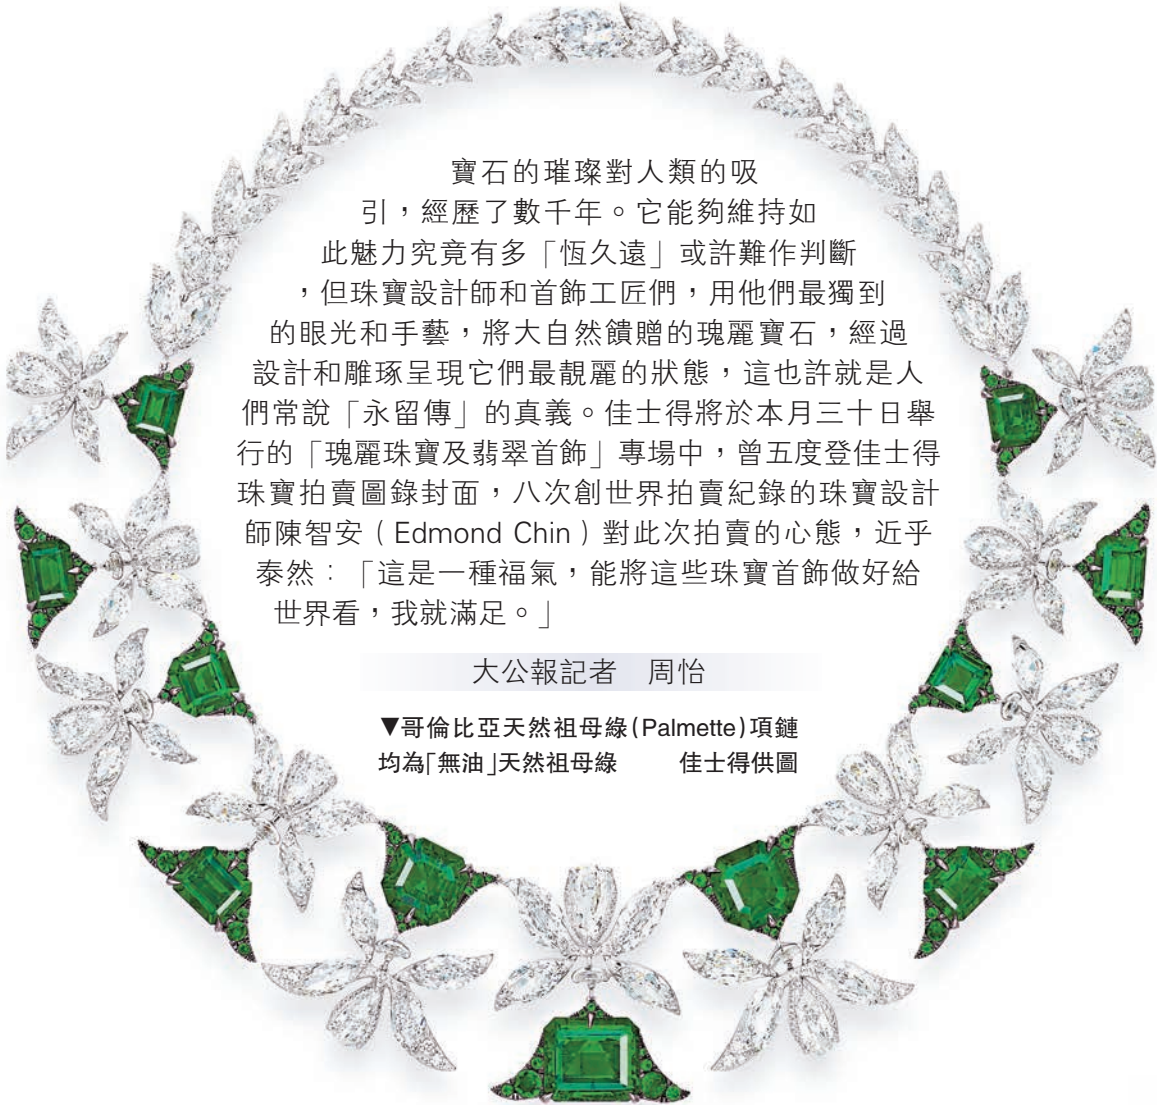 寶石的璀璨對人類的吸
引，經歷了數千年。它能夠維持如
此魅力究竟有多「恆久遠」或許難作判斷
，但珠寶設計師和首飾工匠們，用他們最獨到
的眼光和手藝，將大自然饋贈的瑰麗寶石，經過
設計和雕琢呈現它們最靚麗的狀態，這也許就是人
們常說「永留傳」的真義。佳士得將於本月三十日舉
行的「瑰麗珠寶及翡翠首飾」專場中，曾五度登佳士得
珠寶拍賣圖錄封面，八次創世界拍賣紀錄的珠寶設計
師陳智安（Edmond Chin）對此次拍賣的心態，近乎
泰然：「這是一種福氣，能將這些珠寶首飾做好給
世界看，我就滿足。」
大公報記者　周怡
▼哥倫比亞天然祖母綠(Palmette)項鏈
均為「無油」天然祖母綠　　佳士得供圖